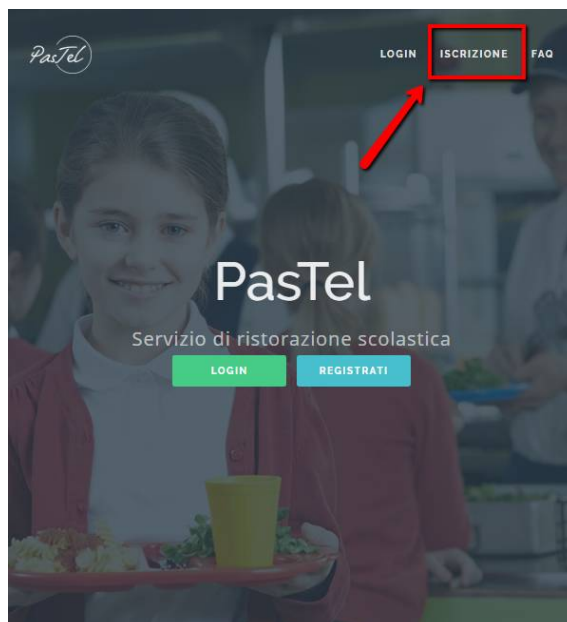 PasTel
LOGIN ISCRIZIONE FAQ
PasTel
Servizio di ristorazione scolastica
LOGIN REGISTRATI